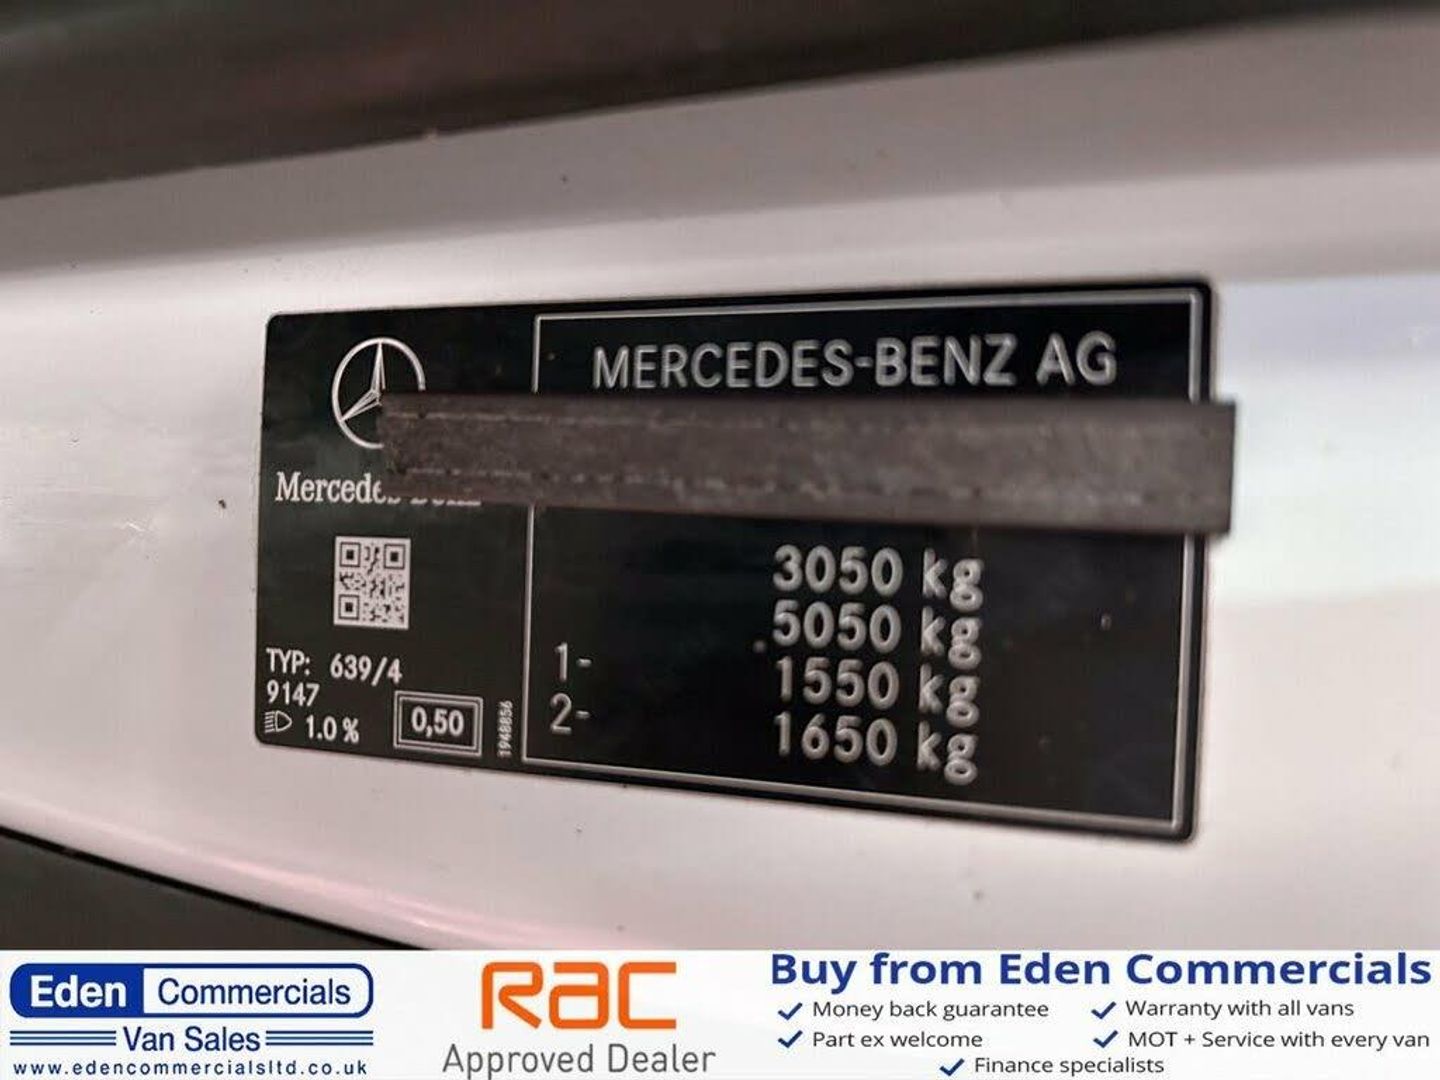 MERCEDES-BENZ AG
3050 kg
5050 kg
1- 1550 kg
2- 1650 kg
TYP: 639/4
9147
1.0 %
0,50
1948856
Eden Commercials
Van Sales
www.edencommercialsltd.co.uk
RAC
Approved Dealer
Buy from Eden Commercials
Money back guarantee
Warranty with all vans
Part ex welcome
MOT + Service with every van
Finance specialists